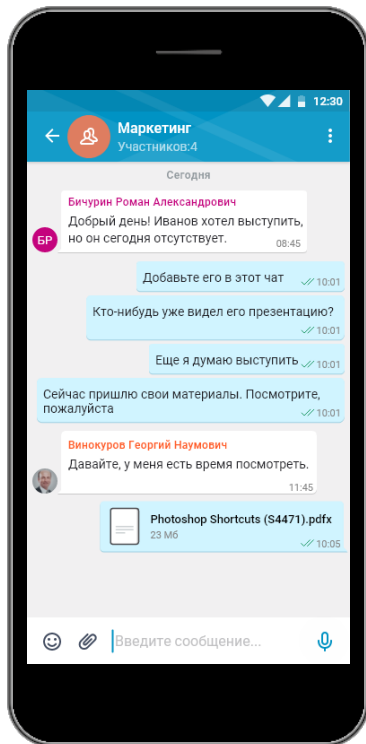 12:30
Маркетинг
Участников:4
Сегодня
Бичурин Роман Александрович
Добрый день! Иванов хотел выступить,
но он сегодня отсутствует.
08:45
БР
Добавьте его в этот чат
10:01
Кто-нибудь уже видел его презентацию?
10:01
Еще я думаю выступить
10:01
Сейчас пришлю свои материалы. Посмотрите,
пожалуйста
10:01
Винокуров Георгий Наумович
Давайте, у меня есть время посмотреть.
11:45
Photoshop Shortcuts (S4471).pdfx
23 Мб
10:05
Введите сообщение...